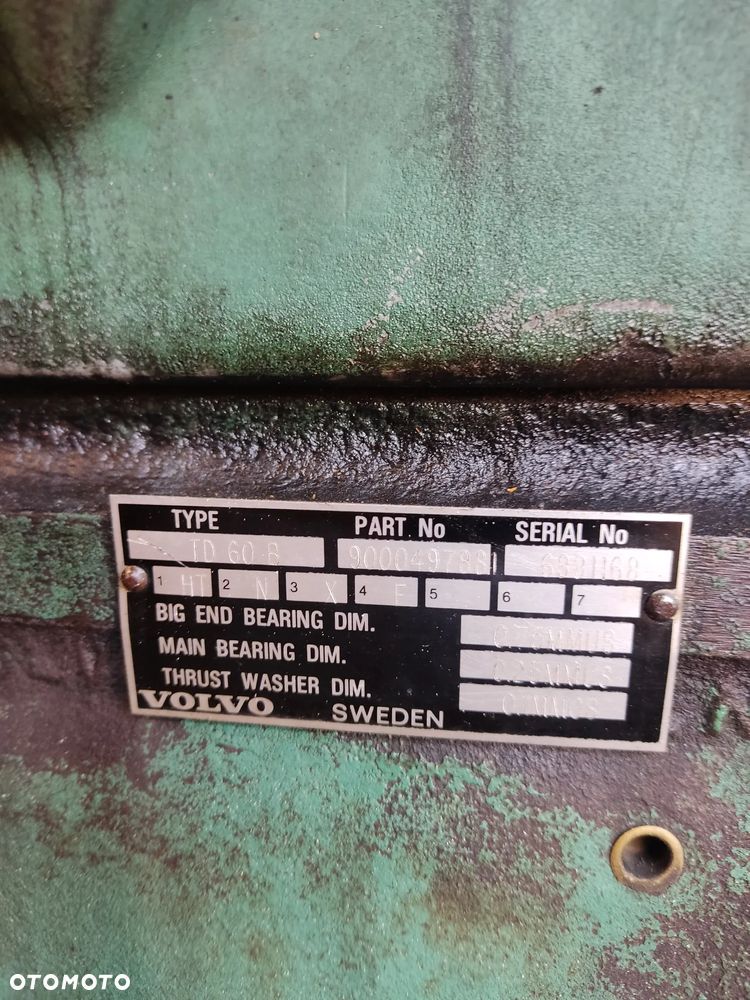 TYPE PART No SERIAL No
TD 60 B 900049788
1 HT 2 N 3 X 4 F 5 6 7
BIG END BEARING DIM.
MAIN BEARING DIM.
THRUST WASHER DIM.
VOLVO SWEDEN
OTOMOTO